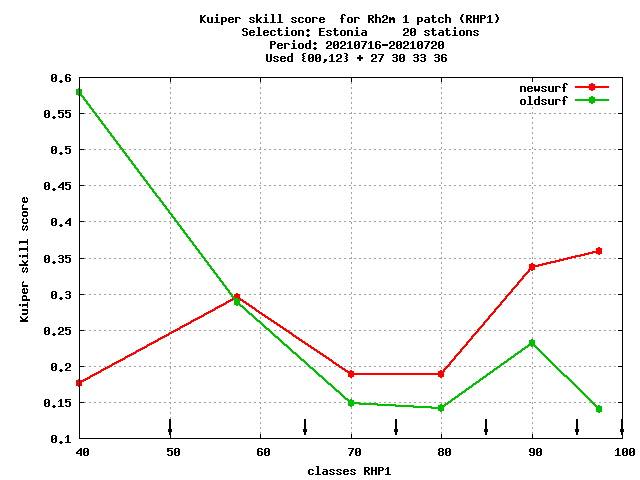 Kuiper skill score  for Rh2m 1 patch (RHP1)
Selection: Estonia     20 stations
Period: 20210716-20210720
Used {00,12} + 27 30 33 36
newsurf
oldsurf
0.6
0.55
0.5
0.45
0.4
0.35
0.3
0.25
0.2
0.15
0.1
Kuiper skill score
40 50 60 70 80 90 100
classes RHP1